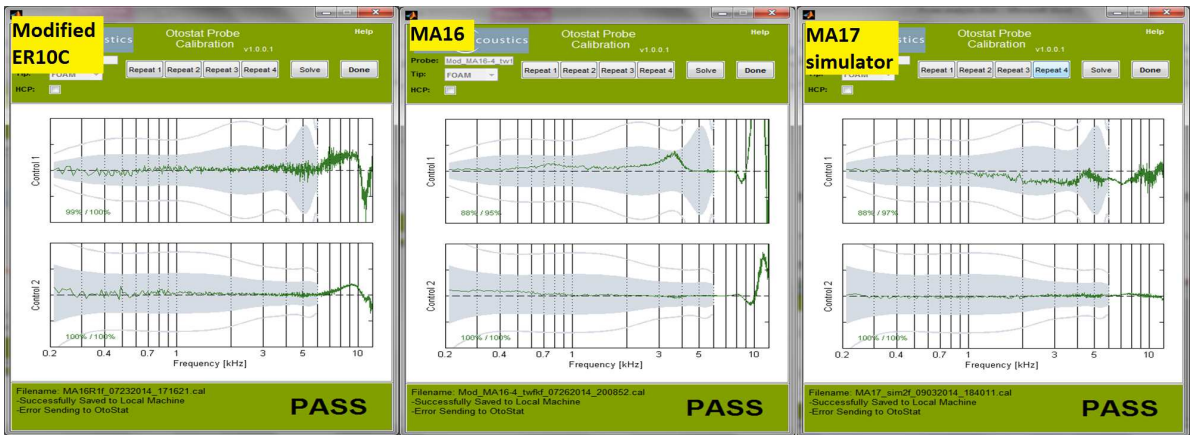 Modified
ER10C
stics
Otostat Probe
Calibration v1.0.0.1
Help
FOAM
Repeat 1 Repeat 2 Repeat 3 Repeat 4 Solve Done
HCP:
Control 1
99% / 100%
Control 2
100% / 100%
0.2 0.4 0.7 1 3 5 10
Frequency [kHz]
Filename: MA16R1f_07232014_171621.cal
-Successfully Saved to Local Machine
-Error Sending to OtoStat
PASS
MA16
coustics
Otostat Probe
Calibration v1.0.0.1
Help
Probe: Mod_MA16-4_twf
Tip: FOAM
Repeat 1 Repeat 2 Repeat 3 Repeat 4 Solve Done
HCP:
Control 1
88% / 95%
Control 2
100% / 100%
0.2 0.4 0.7 1 3 5 10
Frequency [kHz]
Filename: Mod_MA16-4_twfkf_07262014_200852.cal
-Successfully Saved to Local Machine
-Error Sending to OtoStat
PASS
MA17
simulator
ustics
Otostat Probe
Calibration v1.0.0.1
Help
FOAM
Repeat 1 Repeat 2 Repeat 3 Repeat 4 Solve Done
HCP:
Control 1
88% / 97%
Control 2
100% / 100%
0.2 0.4 0.7 1 3 5 10
Frequency [kHz]
Filename: MA17_sim2f_09032014_184011.cal
-Successfully Saved to Local Machine
-Error Sending to OtoStat
PASS